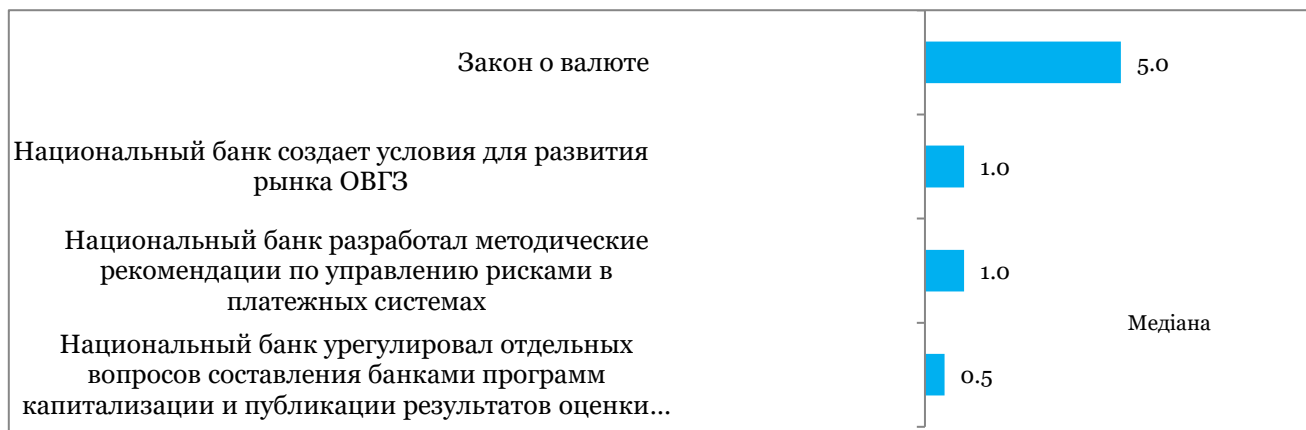 Закон о валюте
5.0
Национальный банк создает условия для развития
рынка ОВГЗ
1.0
Национальный банк разработал методические
рекомендации по управлению рисками в
платежных системах
1.0
Медіана
Национальный банк урегулировал отдельных
вопросов составления банками программ
капитализации и публикации результатов оценки...
0.5